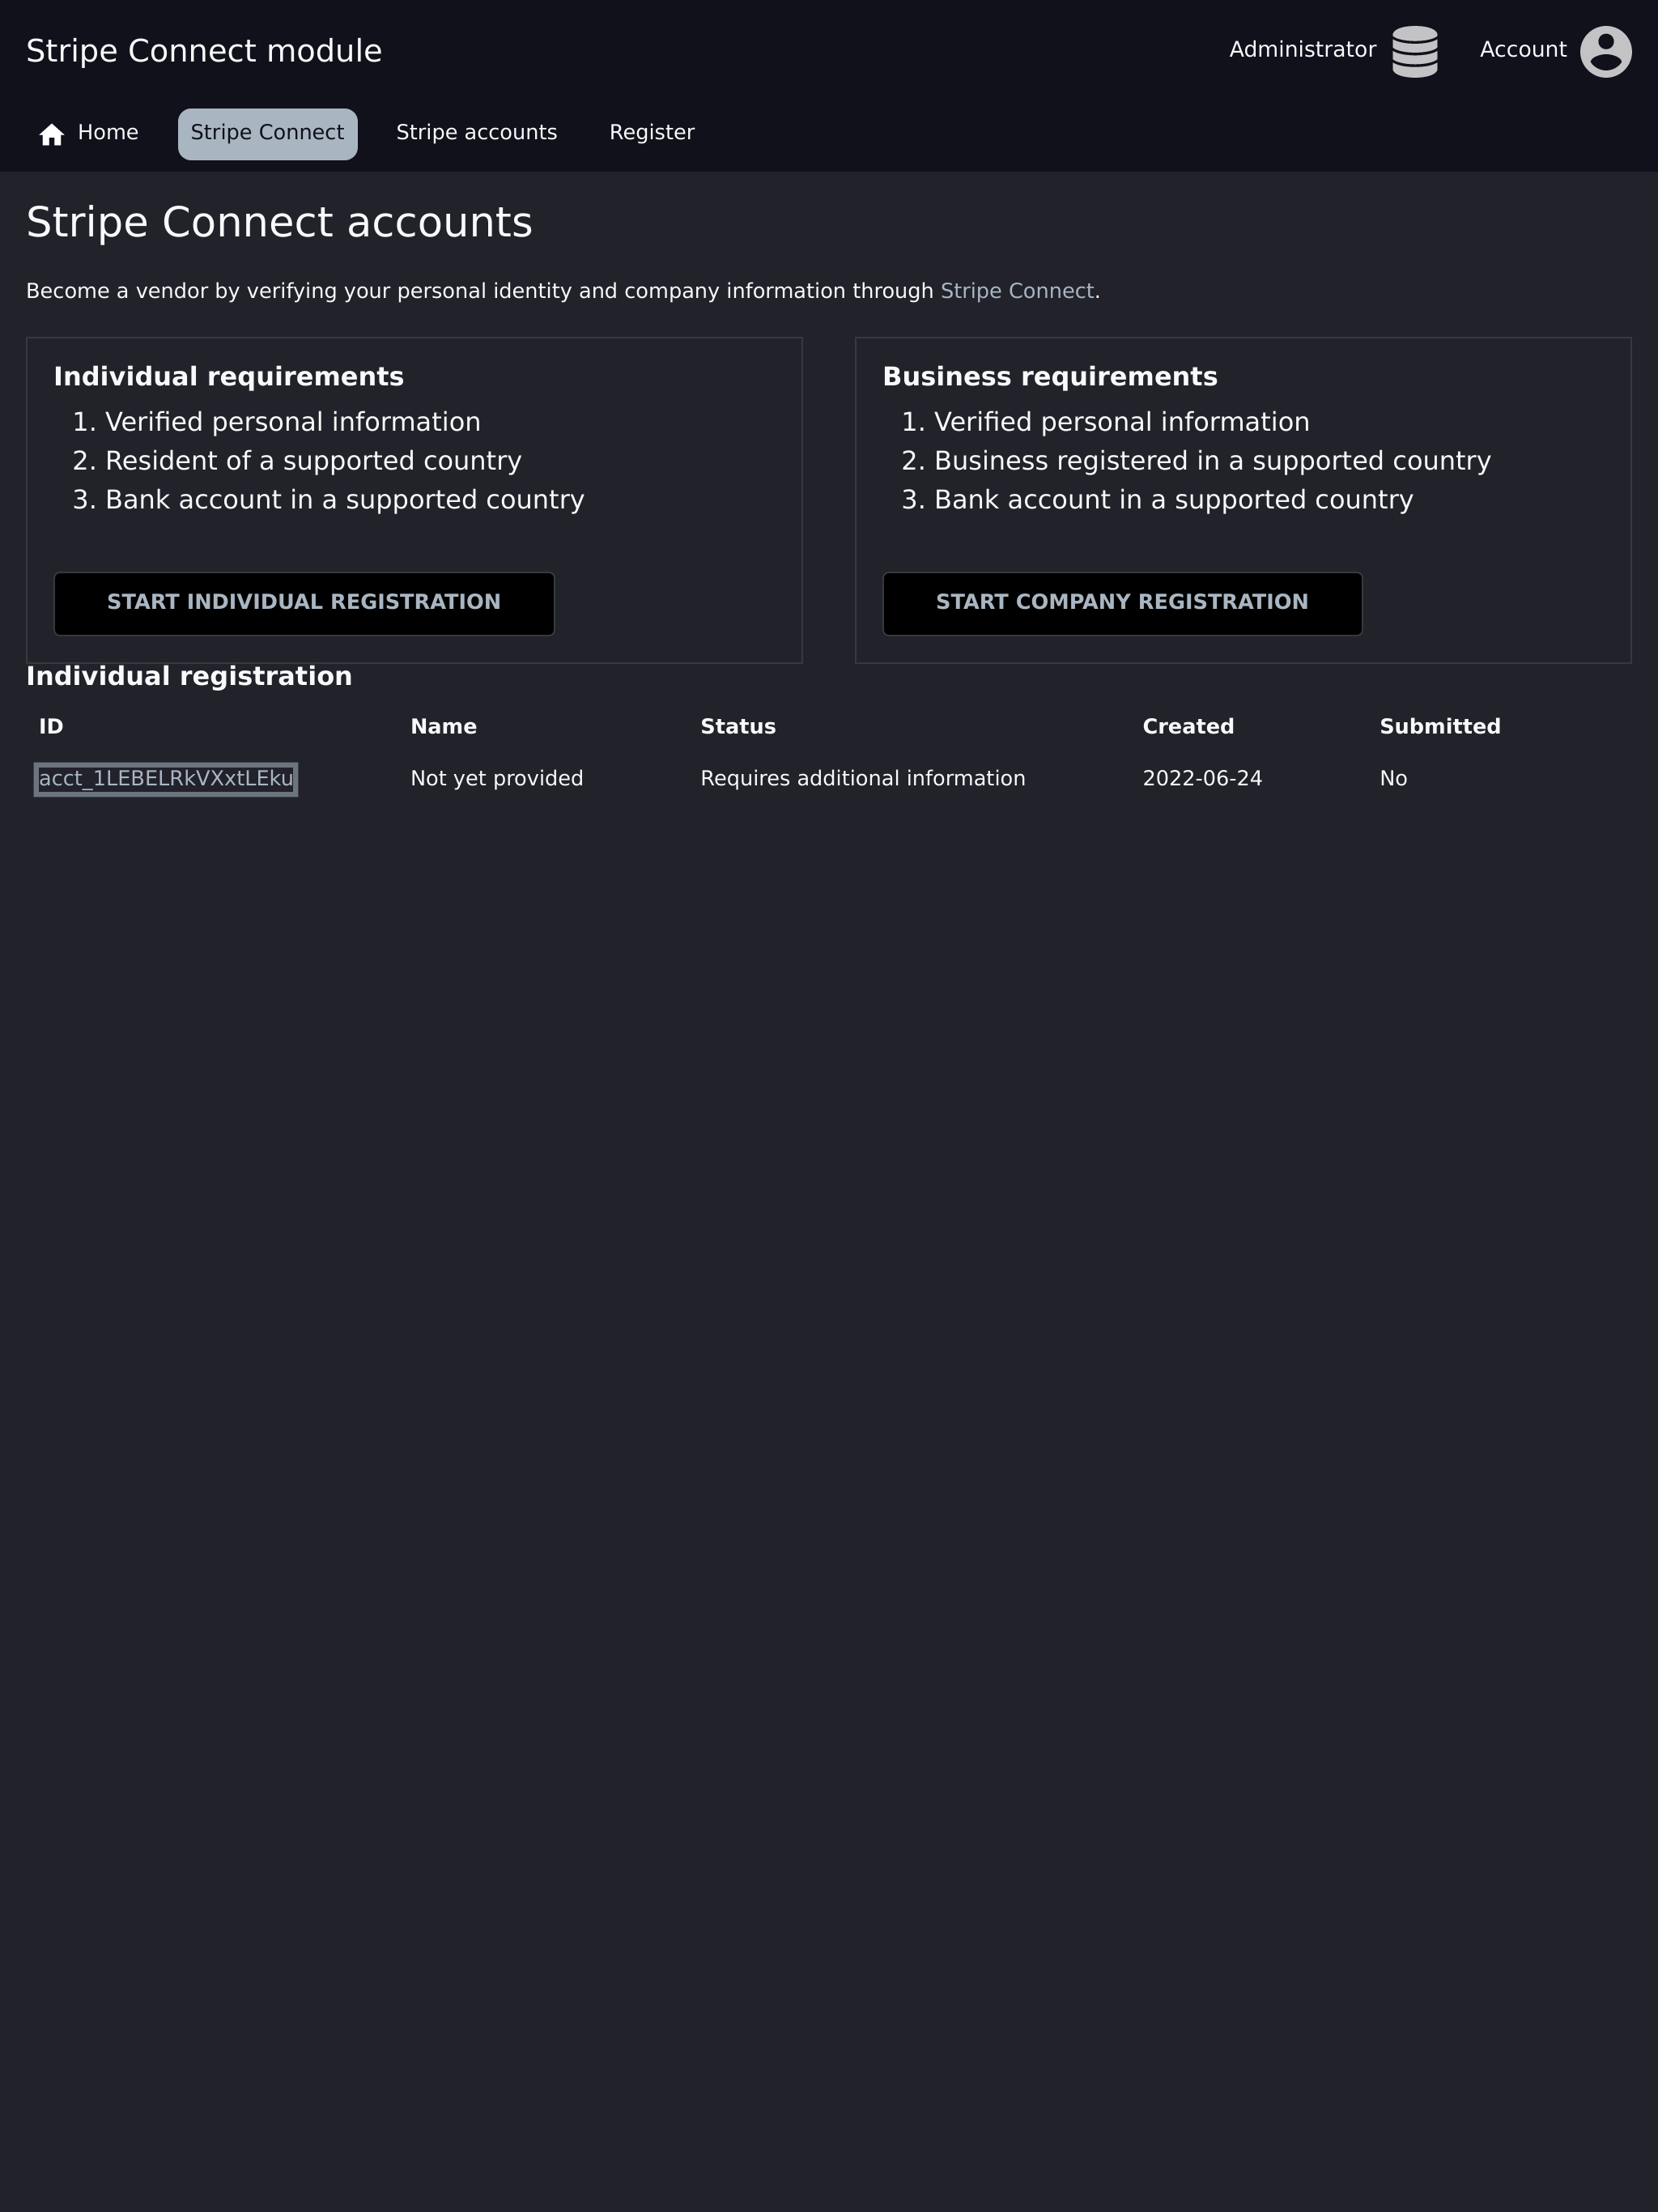 Stripe Connect module
Administrator
Account
Home
Stripe Connect
Stripe accounts
Register
Stripe Connect accounts
Become a vendor by verifying your personal identity and company information through Stripe Connect.
Individual requirements
1. Verified personal information
2. Resident of a supported country
3. Bank account in a supported country
START INDIVIDUAL REGISTRATION
Business requirements
1. Verified personal information
2. Business registered in a supported country
3. Bank account in a supported country
START COMPANY REGISTRATION
Individual registration
ID Name Status Created Submitted
acct_1LEBELRkVXxtLEku Not yet provided Requires additional information 2022-06-24 No